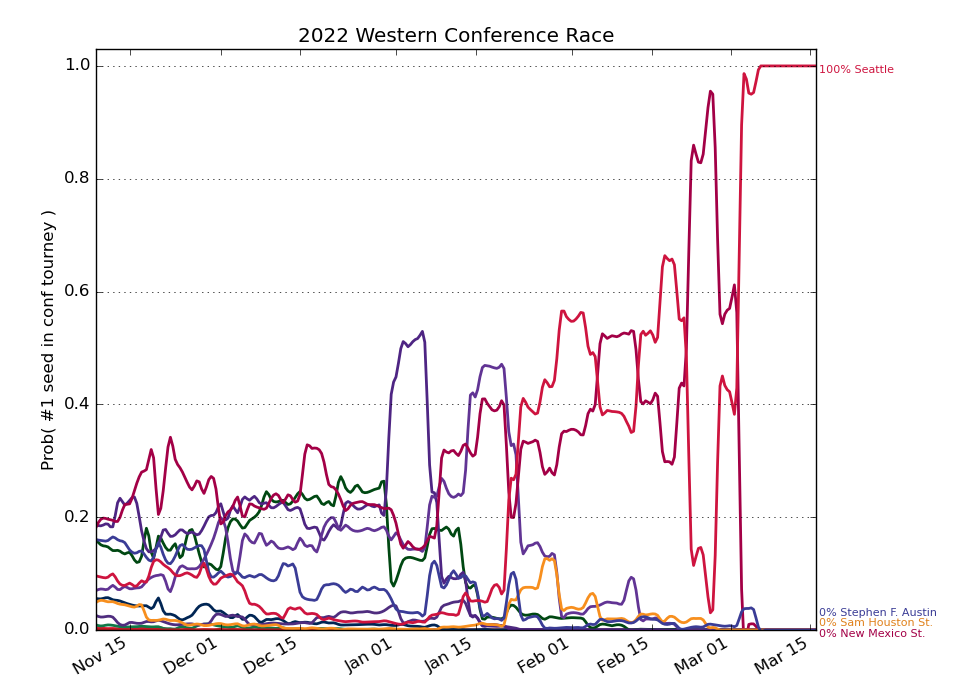 2022 Western Conference Race
Prob( #1 seed in conf tourney )
1.0
0.8
0.6
0.4
0.2
0.0
Nov 15
Dec 01
Dec 15
Jan 01
Jan 15
Feb 01
Feb 15
Mar 01
Mar 15
100% Seattle
0% Stephen F. Austin
0% Sam Houston St.
0% New Mexico St.